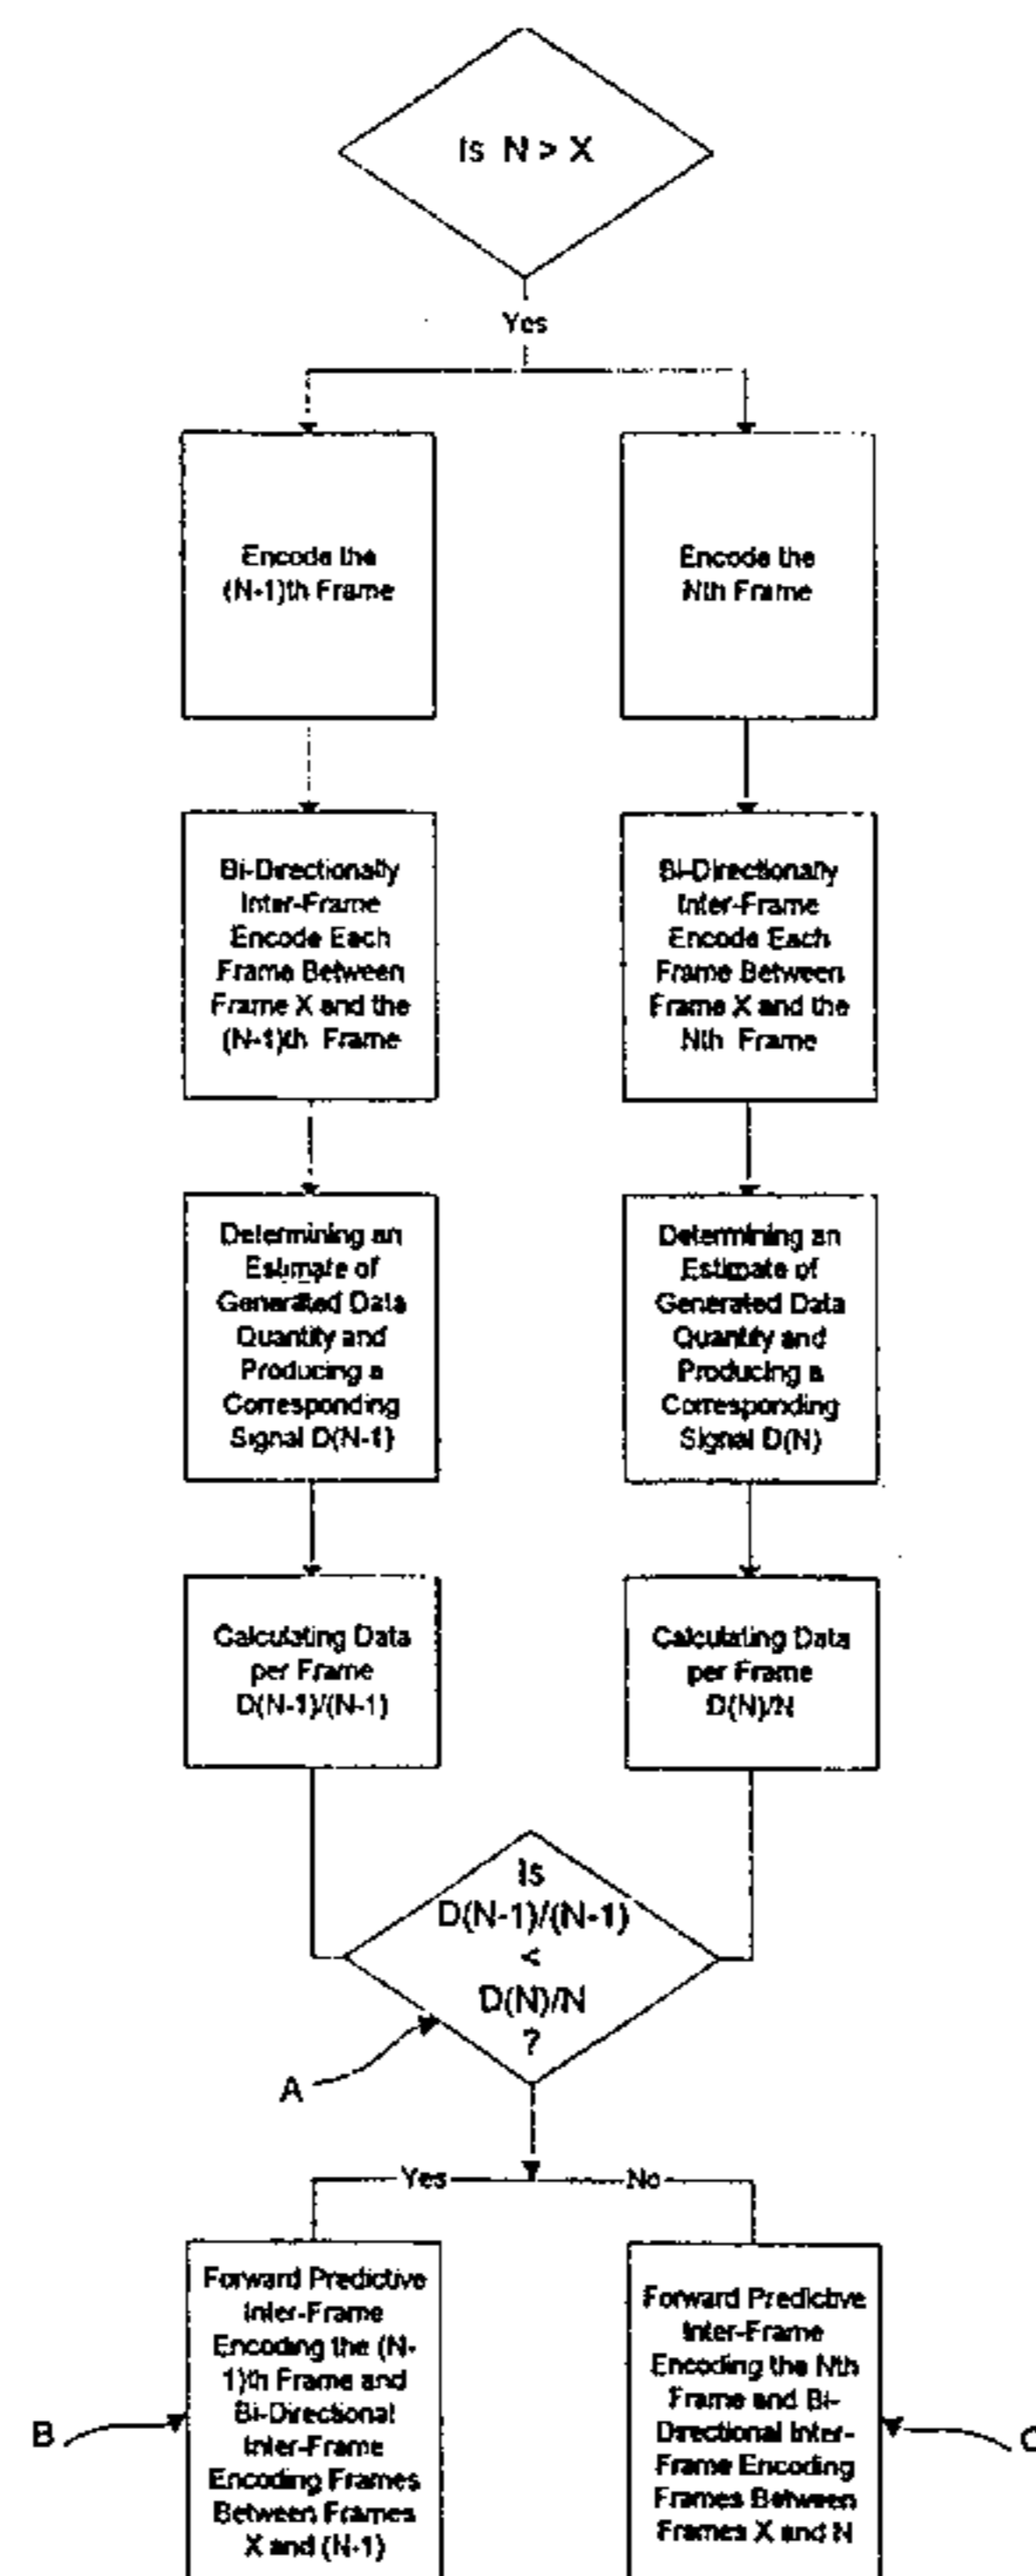 Is N > X
Yes
Encode the
(N-1)th Frame
Encode the
Nth Frame
Bi-Directionally
Inter-Frame
Encode Each
Frame Between
Frame X and the
(N-1)th Frame
Bi-Directionally
Inter-Frame
Encode Each
Frame Between
Frame X and the
Nth Frame
Determining an
Estimate of
Generated Data
Quantity and
Producing a
Corresponding
Signal D(N-1)
Determining an
Estimate of
Generated Data
Quantity and
Producing a
Corresponding
Signal D(N)
Calculating Data
per Frame
D(N-1)/(N-1)
Calculating Data
per Frame
D(N)/N
Is
D(N-1)/(N-1)
<
D(N)/N
?
A
Yes
No
Forward Predictive
Inter-Frame
Encoding the (N-
1)th Frame and
Bi-Directional
Inter-Frame
Encoding Frames
Between Frames
X and (N-1)
B
Forward Predictive
Inter-Frame
Encoding the Nth
Frame and Bi-
Directional Inter-
Frame Encoding
Frames Between
Frames X and N
C